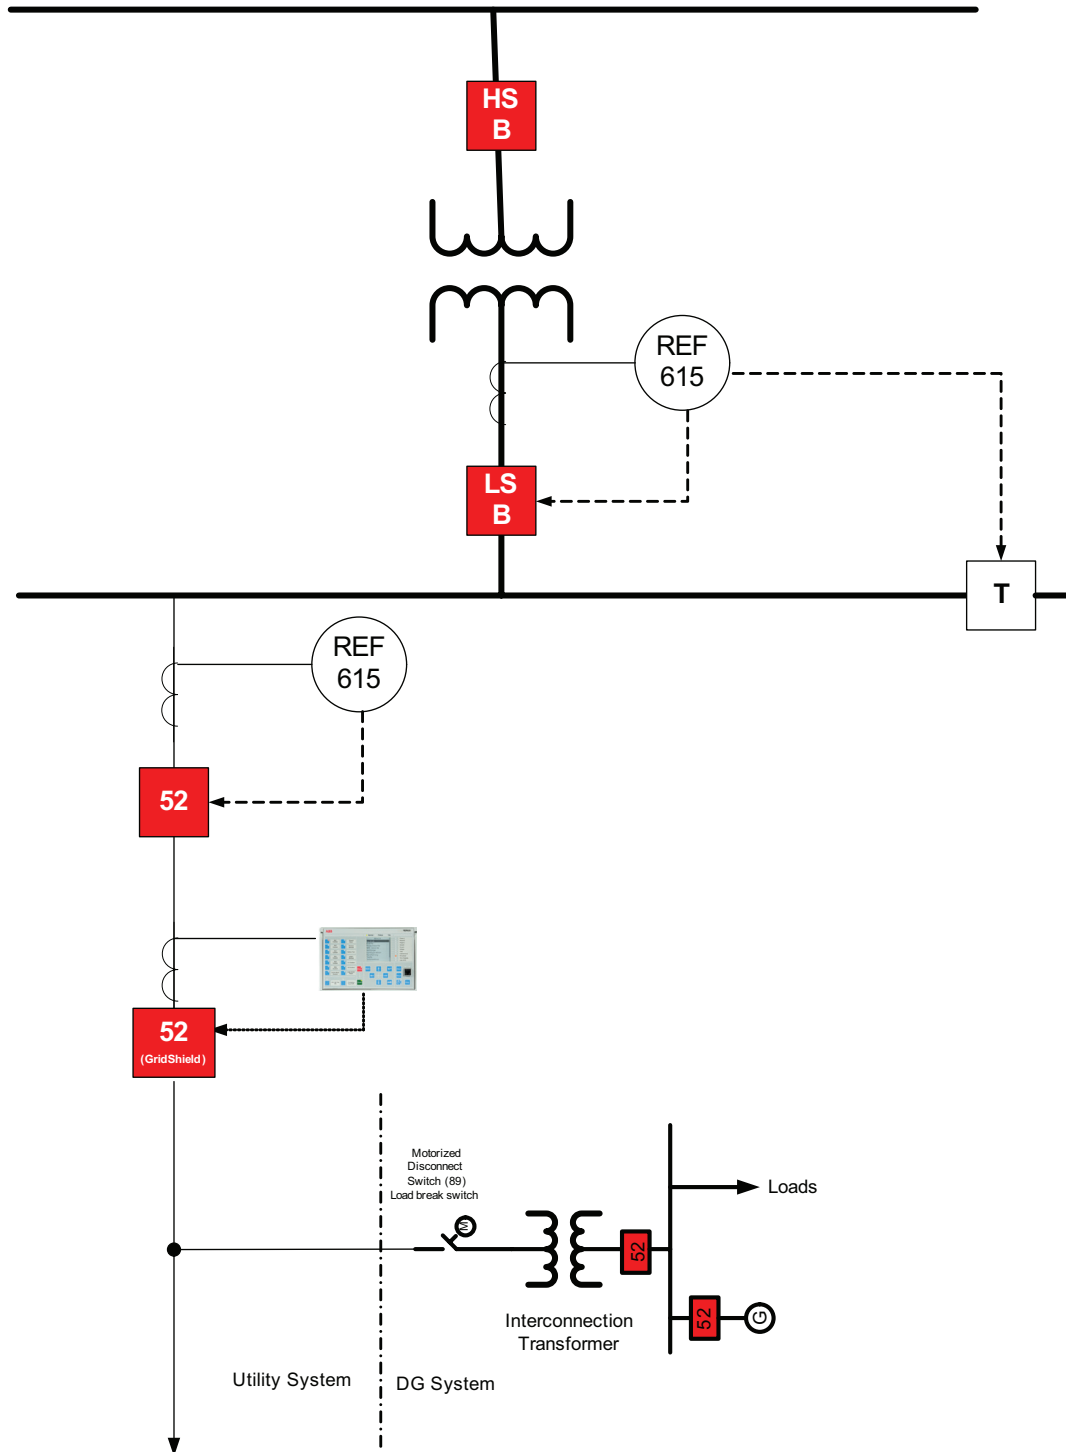 HS
B
REF
615
LS
B
T
REF
615
52
52
(GridShield)
Motorized
Disconnect
Switch (89)
Load break switch
M
Loads
52
52
G
Interconnection
Transformer
Utility System
DG System